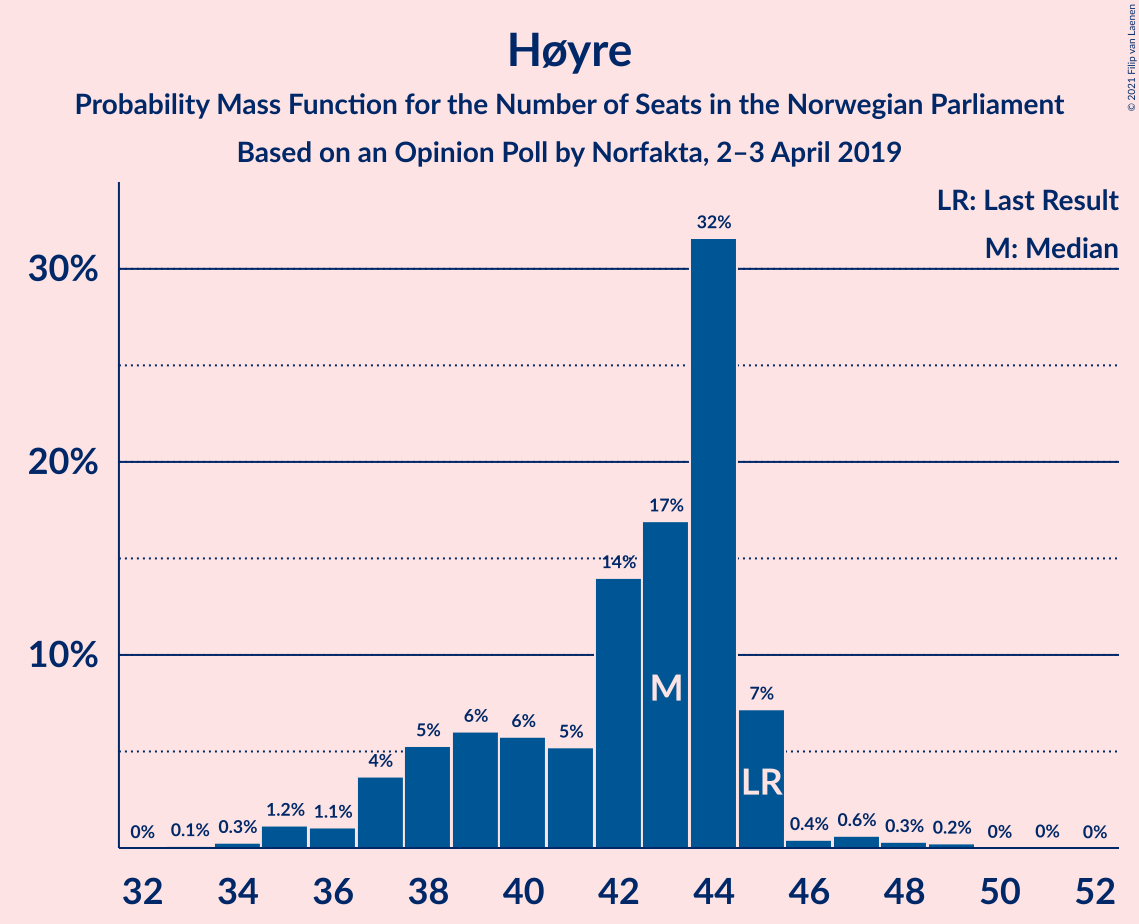 Høyre
Probability Mass Function for the Number of Seats in the Norwegian Parliament
Based on an Opinion Poll by Norfakta, 2–3 April 2019
© 2021 Filip van Laenen
LR: Last Result
M: Median
30%
20%
10%
0% 0.1% 0.3% 1.2% 1.1% 4% 5% 6% 6% 5% 14% 17% 32% 7% 0.4% 0.6% 0.3% 0.2% 0% 0% 0%
M
LR
32 34 36 38 40 42 44 46 48 50 52